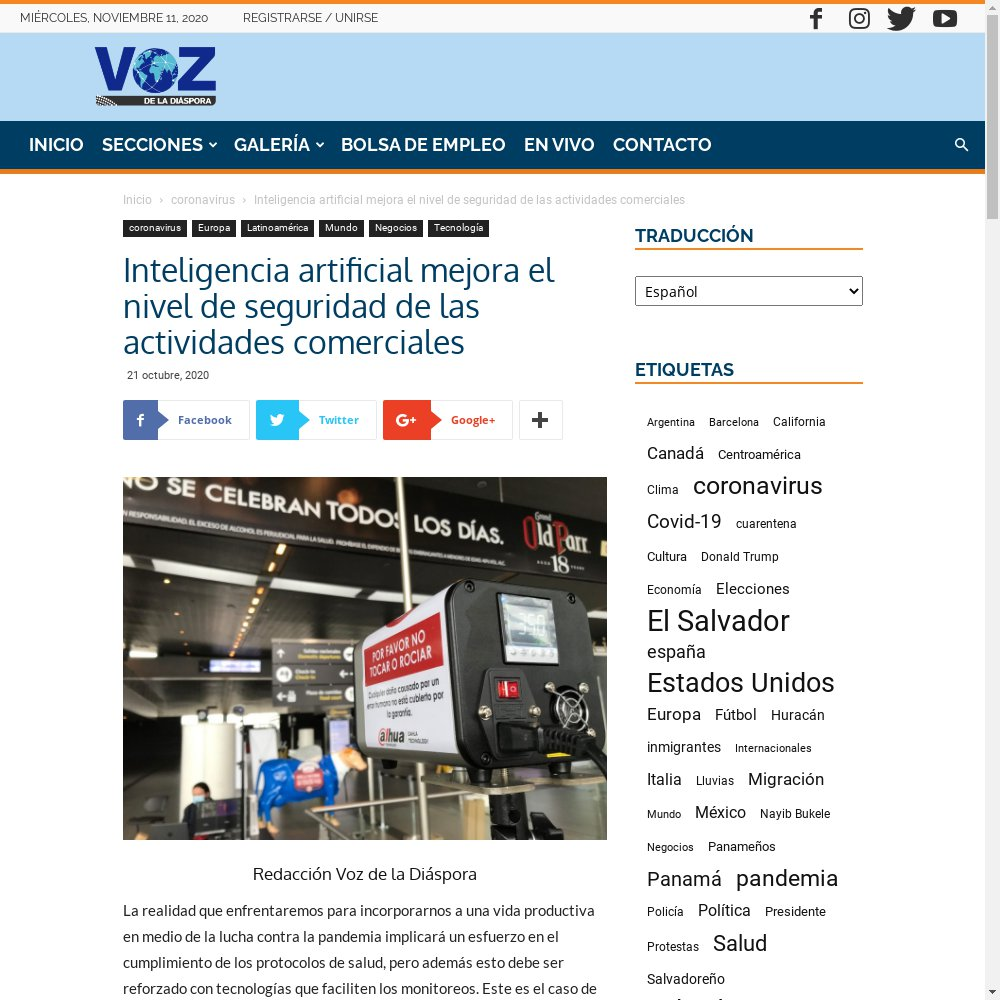 MIÉRCOLES, NOVIEMBRE 11, 2020
REGISTRARSE / UNIRSE
VOZ
DE LA DIÁSPORA
INICIO SECCIONES GALERÍA BOLSA DE EMPLEO EN VIVO CONTACTO
Inicio › coronavirus › Inteligencia artificial mejora el nivel de seguridad de las actividades comerciales
coronavirus Europa Latinoamérica Mundo Negocios Tecnología
Inteligencia artificial mejora el
nivel de seguridad de las
actividades comerciales
21 octubre, 2020
Facebook Twitter Google+
NO SE CELEBRAN TODOS LOS DÍAS.
Grand
Old Parr
AGED 18 YEARS
POR FAVOR NO
TOCAR O ROCIAR
Cualquier daño causado por un
error humano no está cubierto por
la garantía.
alhua
TECHNOLOGY
Redacción Voz de la Diáspora
La realidad que enfrentaremos para incorporarnos a una vida productiva
en medio de la lucha contra la pandemia implicará un esfuerzo en el
cumplimiento de los protocolos de salud, pero además esto debe ser
reforzado con tecnologías que faciliten los monitoreos. Este es el caso de
TRADUCCIÓN
Español
ETIQUETAS
Argentina Barcelona California
Canadá Centroamérica
Clima coronavirus
Covid-19 cuarentena
Cultura Donald Trump
Economía Elecciones
El Salvador
españa
Estados Unidos
Europa Fútbol Huracán
inmigrantes Internacionales
Italia Lluvias Migración
Mundo México Nayib Bukele
Negocios Panameños
Panamá pandemia
Policía Política Presidente
Protestas Salud
Salvadoreño